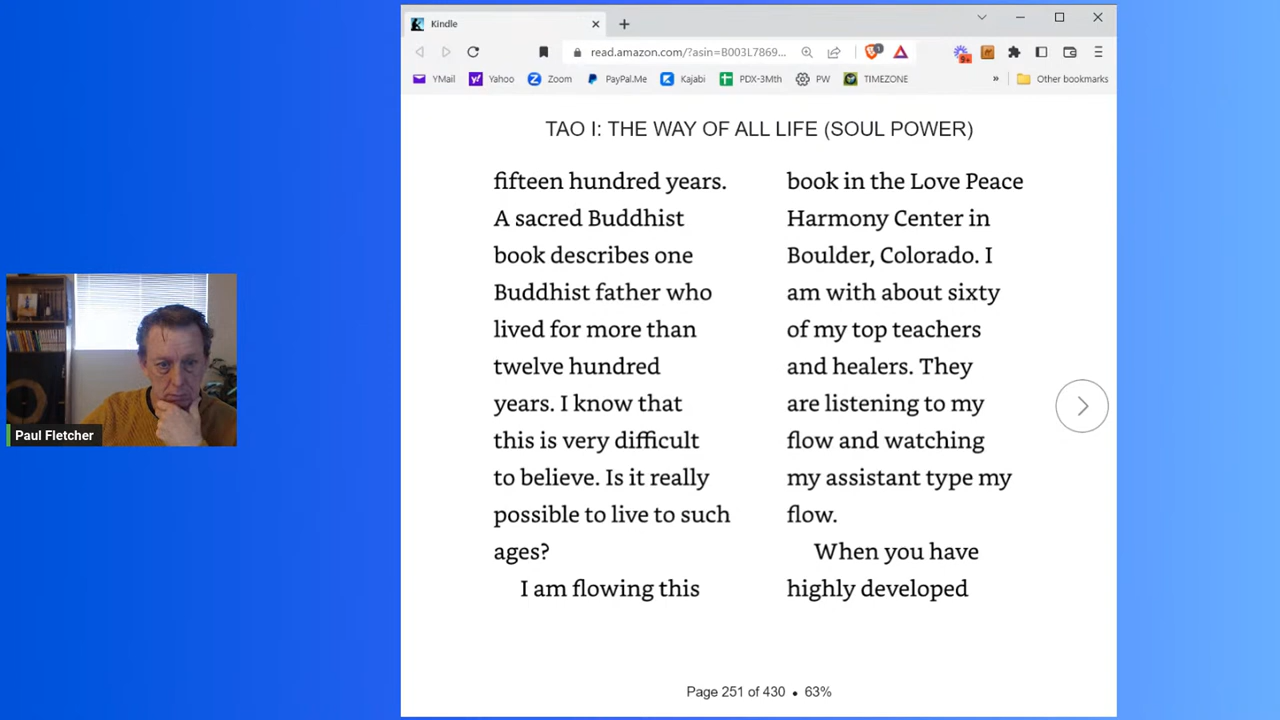 Kindle
read.amazon.com/?asin=B003L7869...
1
9+
YMail
Yahoo
Zoom
PayPal.Me
Kajabi
PDX-3Mth
PW
TIMEZONE
»
Other bookmarks
TAO I: THE WAY OF ALL LIFE (SOUL POWER)
fifteen hundred years.
A sacred Buddhist
book describes one
Buddhist father who
lived for more than
twelve hundred
years. I know that
this is very difficult
to believe. Is it really
possible to live to such
ages?
I am flowing this
book in the Love Peace
Harmony Center in
Boulder, Colorado. I
am with about sixty
of my top teachers
and healers. They
are listening to my
flow and watching
my assistant type my
flow.
When you have
highly developed
Page 251 of 430 • 63%
Paul Fletcher